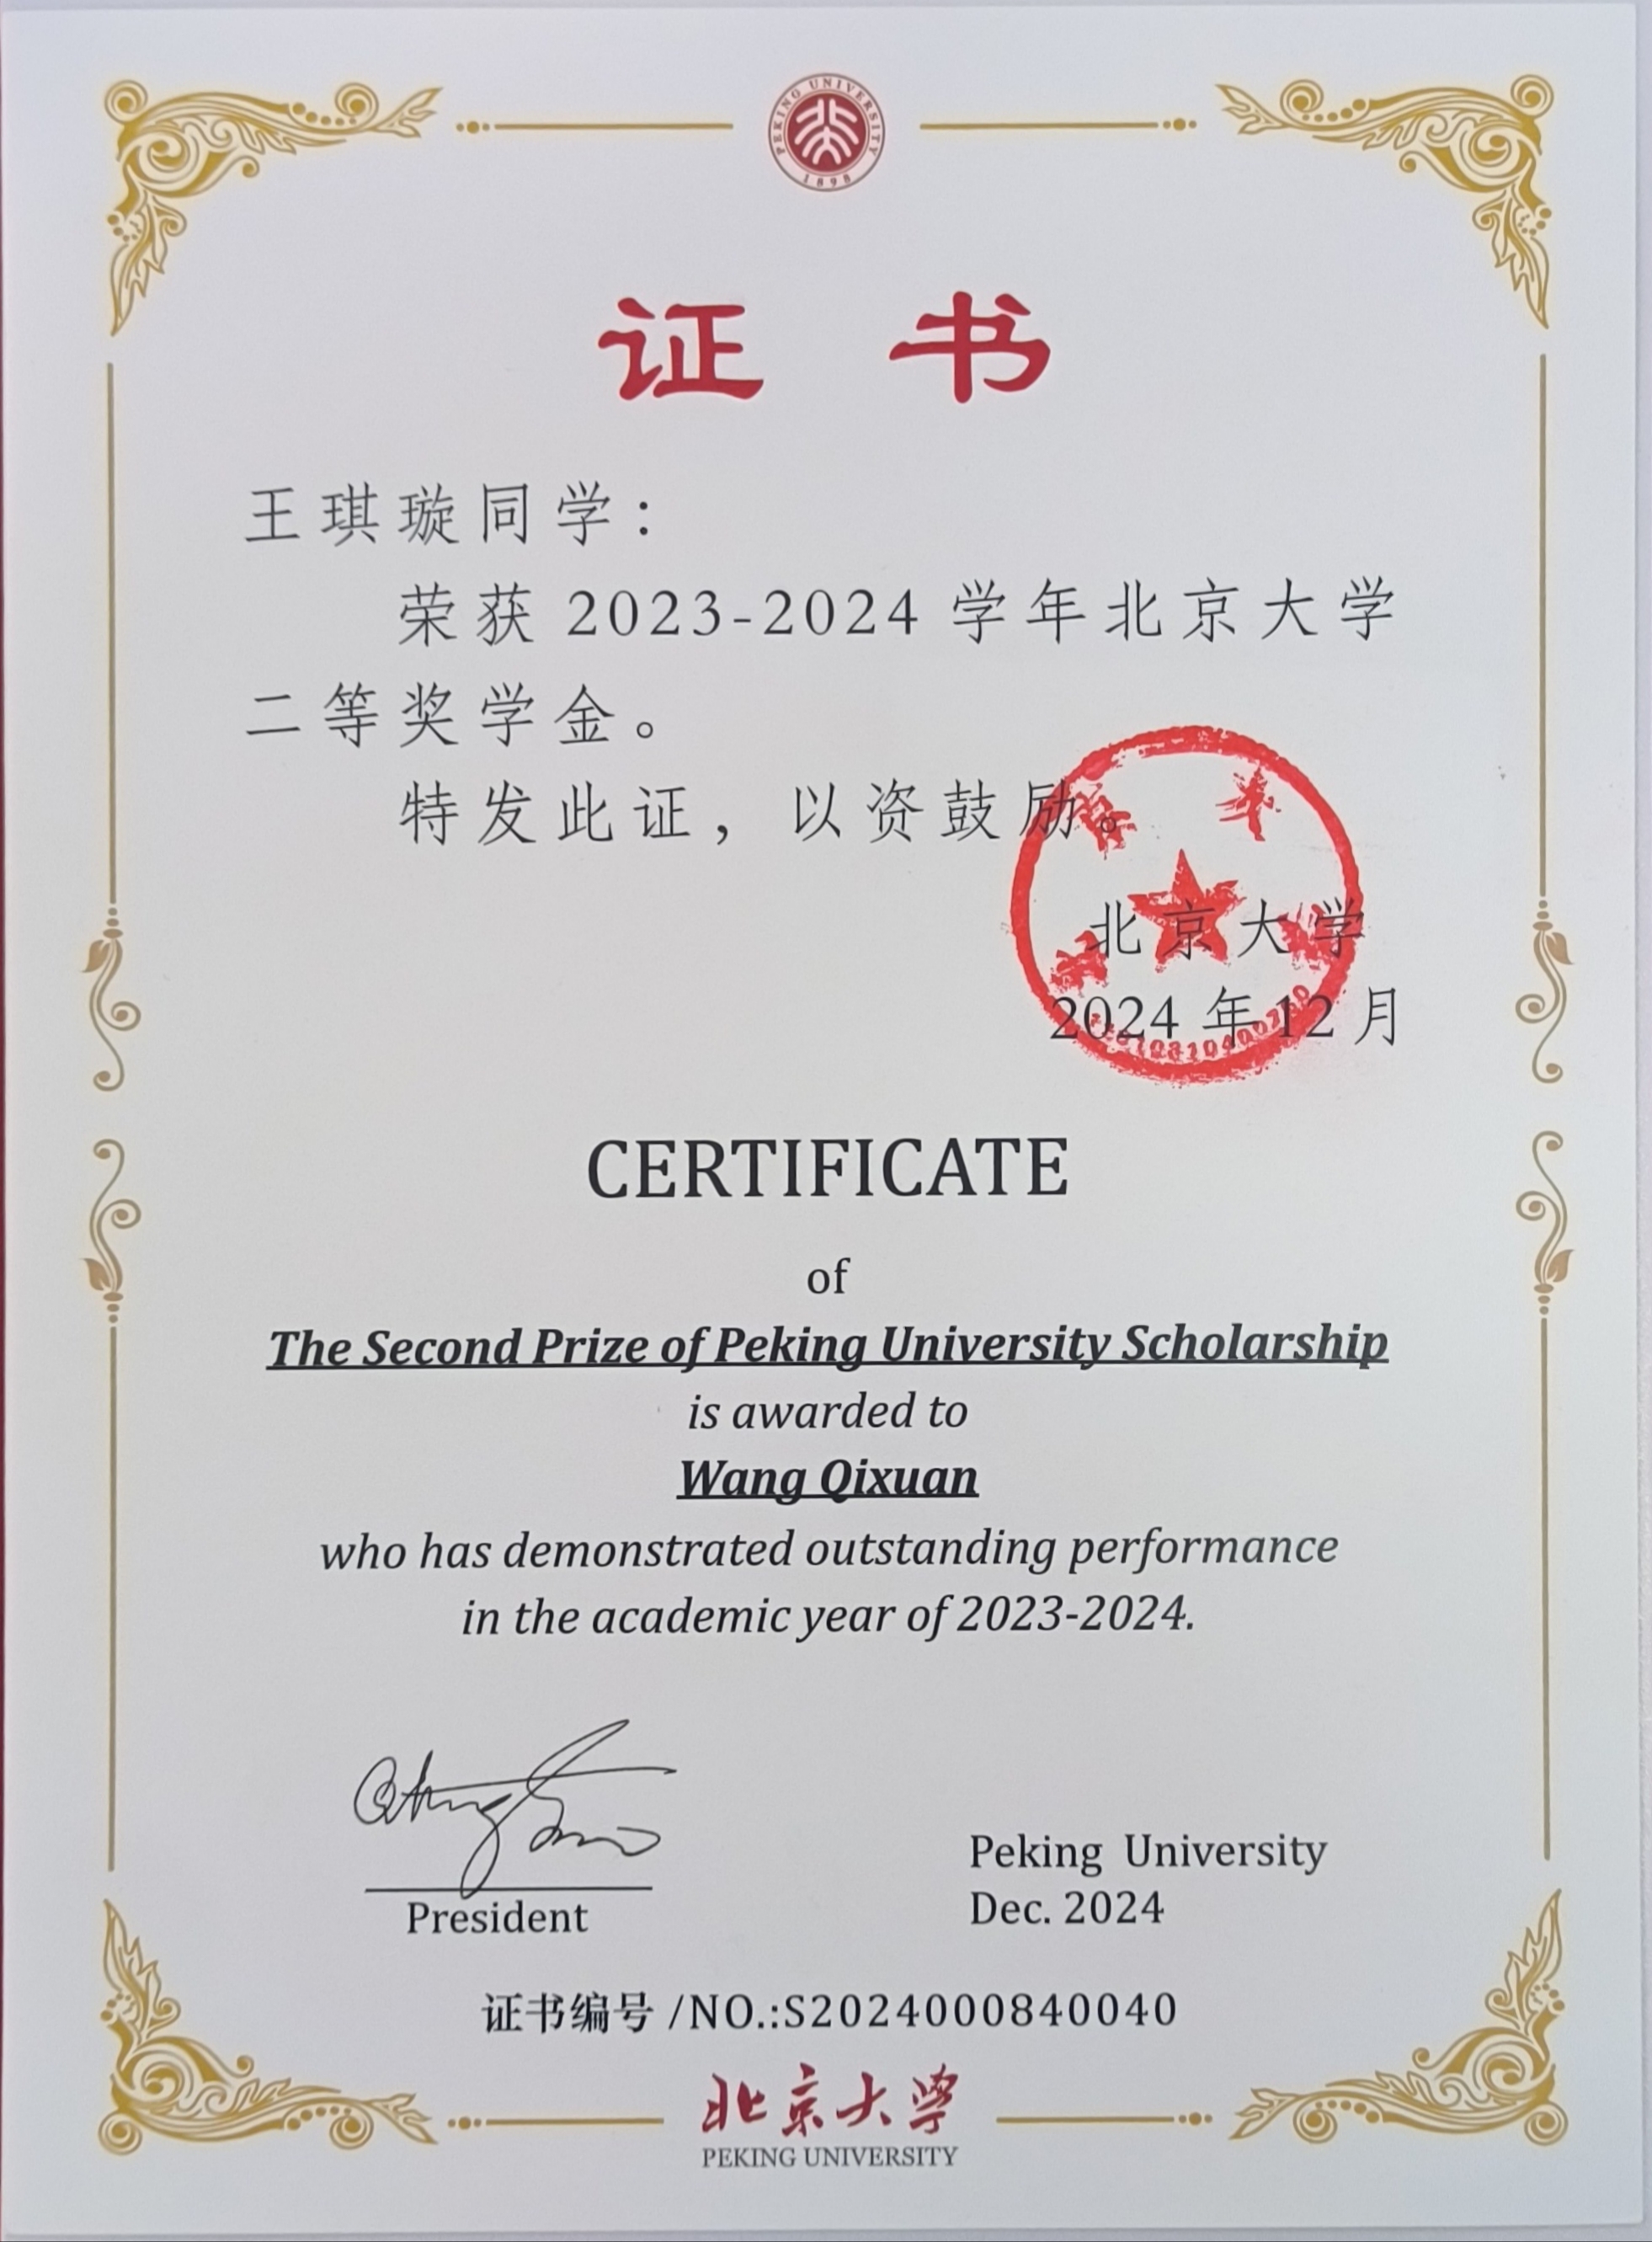 PEKING UNIVERSITY
1898
证 书
王琪璇同学：
荣获 2023-2024 学年北京大学
二等奖学金。
特发此证，以资鼓励。
北京大学
2024 年 12 月
CERTIFICATE
of
The Second Prize of Peking University Scholarship
is awarded to
Wang Qixuan
who has demonstrated outstanding performance
in the academic year of 2023-2024.
President
Peking University
Dec. 2024
证书编号 /NO.:S2024000840040
北京大学
PEKING UNIVERSITY